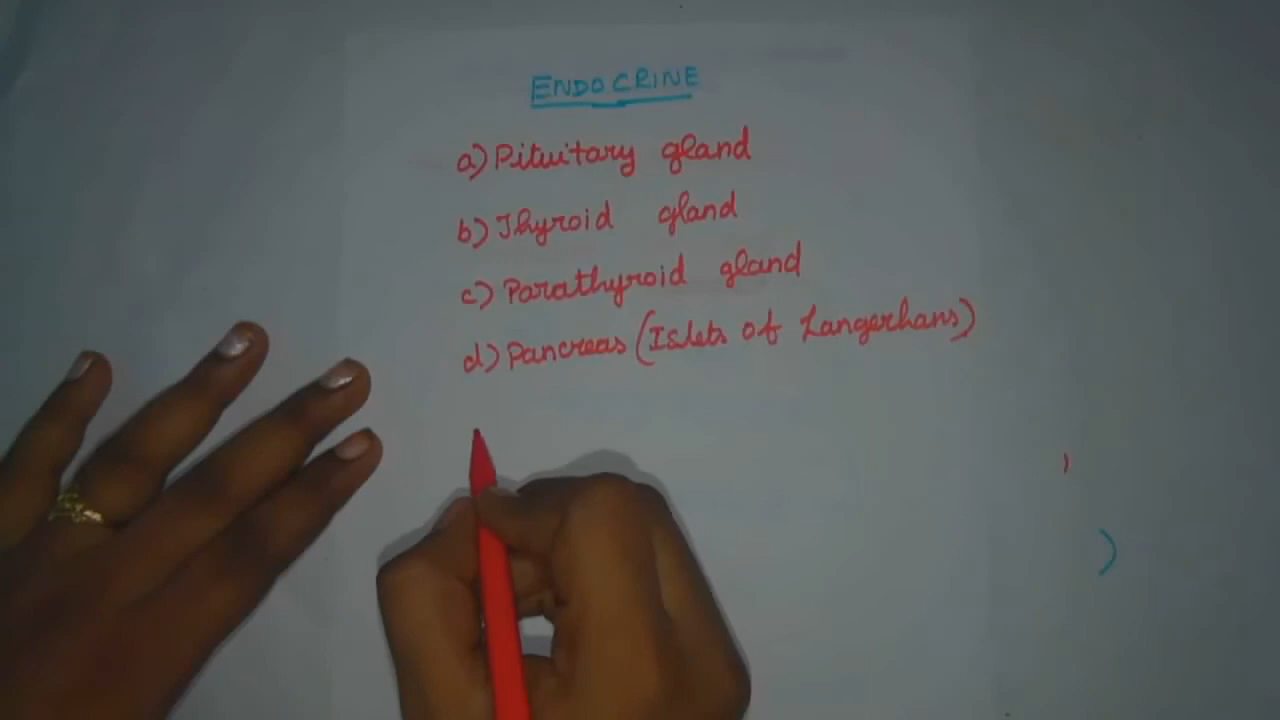 ENDOCRINE
a) Pituitary gland
b) Thyroid gland
c) Parathyroid gland
d) Pancreas (Islets of Langerhans)